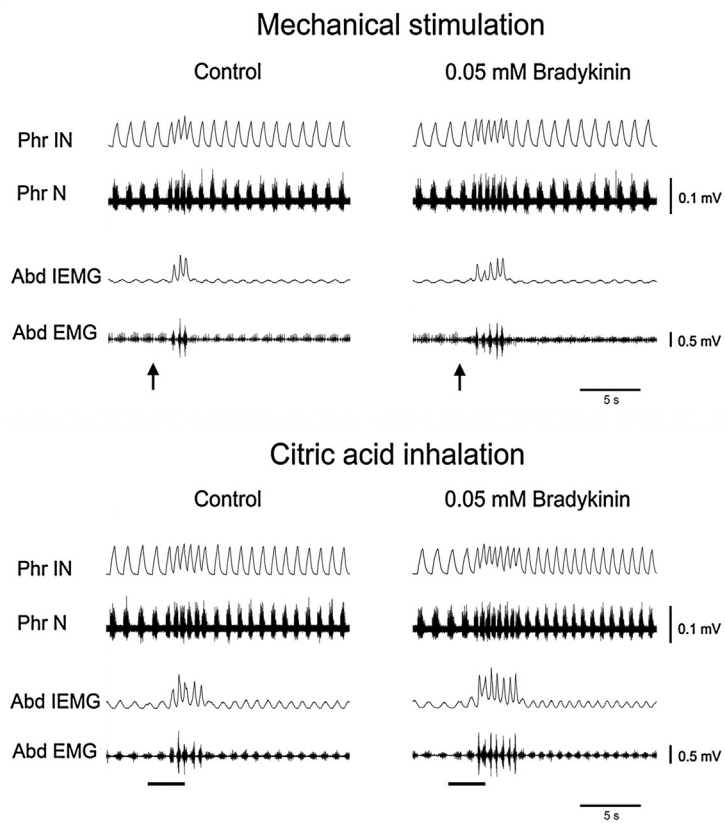 Mechanical stimulation
Control
0.05 mM Bradykinin
Phr IN
Phr N
0.1 mV
Abd IEMG
Abd EMG
0.5 mV
5 s
Citric acid inhalation
Control
0.05 mM Bradykinin
Phr IN
Phr N
0.1 mV
Abd IEMG
Abd EMG
0.5 mV
5 s